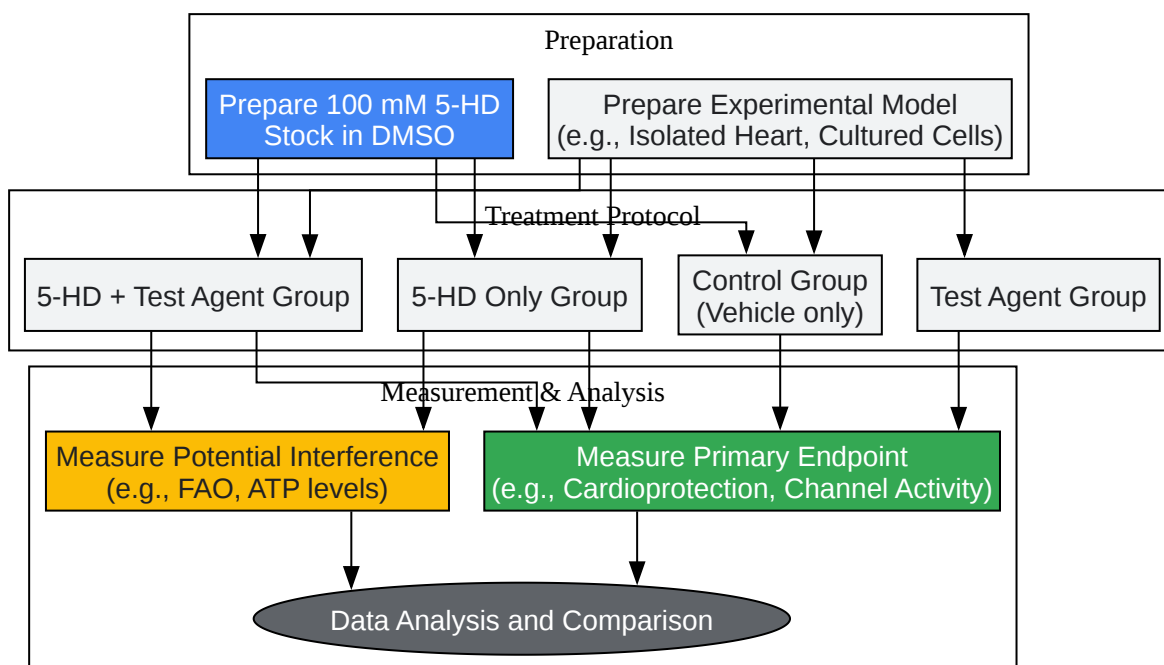 Preparation
Prepare 100 mM 5-HD
Stock in DMSO
Prepare Experimental Model
(e.g., Isolated Heart, Cultured Cells)
Treatment Protocol
5-HD + Test Agent Group
5-HD Only Group
Control Group
(Vehicle only)
Test Agent Group
Measurement & Analysis
Measure Potential Interference
(e.g., FAO, ATP levels)
Measure Primary Endpoint
(e.g., Cardioprotection, Channel Activity)
Data Analysis and Comparison